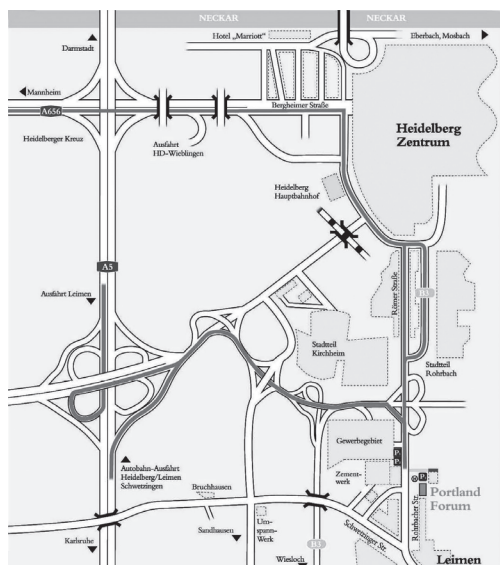 NECKAR
NECKAR
Darmstadt
Hotel „Marriott"
Eberbach, Mosbach
Mannheim
A656
Bergheimer Straße
Heidelberger Kreuz
Ausfahrt
HD-Wieblingen
Heidelberg
Zentrum
Heidelberg
Hauptbahnhof
A5
Ausfahrt Leimen
Römer Straße
B3
Stadtteil
Kirchheim
Stadtteil
Rohrbach
Gewerbegebiet
P
P
Autobahn-Ausfahrt
Heidelberg/Leimen
Schwetzingen
Bruchhausen
Zement-
werk
P
Portland
Forum
Rohrbacher Str.
Um-
spann-
Werk
Schwetzinger Str.
Sandhausen
Karlsruhe
B3
Wiesloch
Leimen